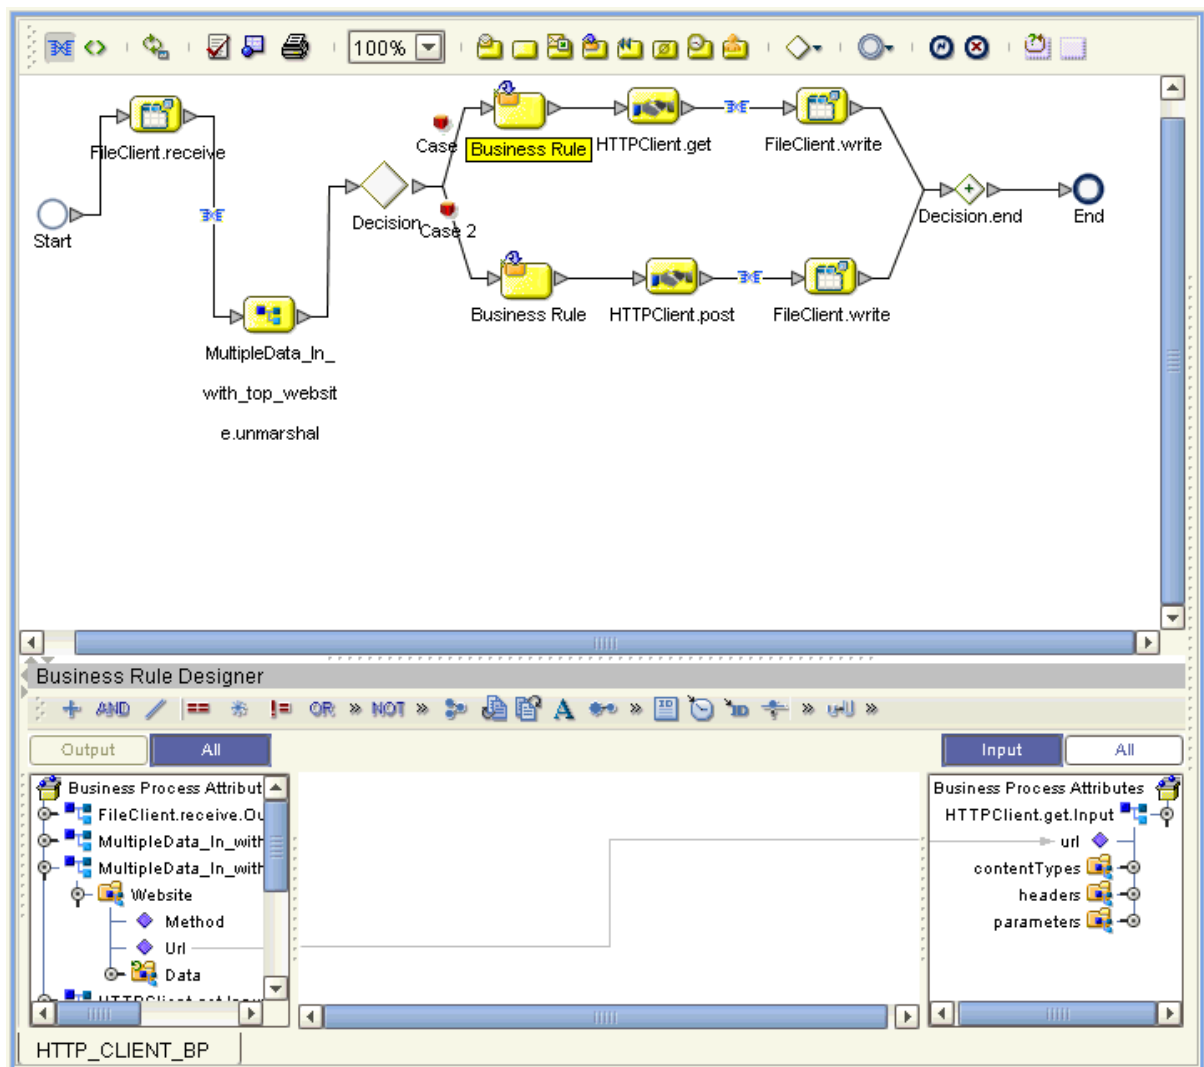 100%
FileClient.receive
Case
Business Rule
HTTPClient.get
FileClient.write
Start
Decision
Case 2
Decision.end
End
Business Rule
HTTPClient.post
FileClient.write
MultipleData_In_
with_top_websit
e.unmarshal
Business Rule Designer
AND
==
!=
OR
»
NOT
»
A
»
ID
ID
»
»
Output
All
Input
All
Business Process Attribut
FileClient.receive.Ou
MultipleData_In_with
MultipleData_In_with
Website
Method
Url
Data
Business Process Attributes
HTTPClient.get.Input
url
contentTypes
headers
parameters
HTTP_CLIENT_BP